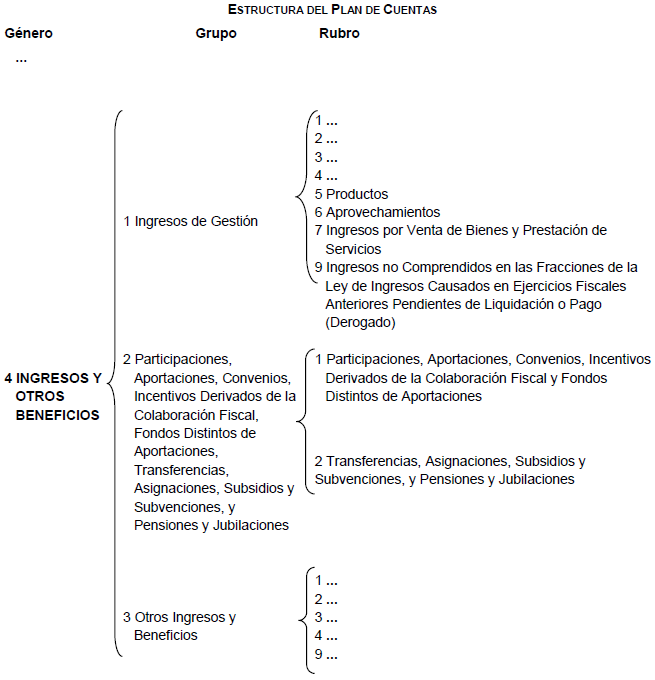 ESTRUCTURA DEL PLAN DE CUENTAS
Género Grupo Rubro
...
4 INGRESOS Y
OTROS
BENEFICIOS
1 Ingresos de Gestión
1 ...
2 ...
3 ...
4 ...
5 Productos
6 Aprovechamientos
7 Ingresos por Venta de Bienes y Prestación de
Servicios
9 Ingresos no Comprendidos en las Fracciones de la
Ley de Ingresos Causados en Ejercicios Fiscales
Anteriores Pendientes de Liquidación o Pago
(Derogado)
2 Participaciones,
Aportaciones, Convenios,
Incentivos Derivados de la
Colaboración Fiscal,
Fondos Distintos de
Aportaciones,
Transferencias,
Asignaciones, Subsidios y
Subvenciones, y
Pensiones y Jubilaciones
1 Participaciones, Aportaciones, Convenios, Incentivos
Derivados de la Colaboración Fiscal y Fondos
Distintos de Aportaciones
2 Transferencias, Asignaciones, Subsidios y
Subvenciones, y Pensiones y Jubilaciones
3 Otros Ingresos y
Beneficios
1 ...
2 ...
3 ...
4 ...
9 ...